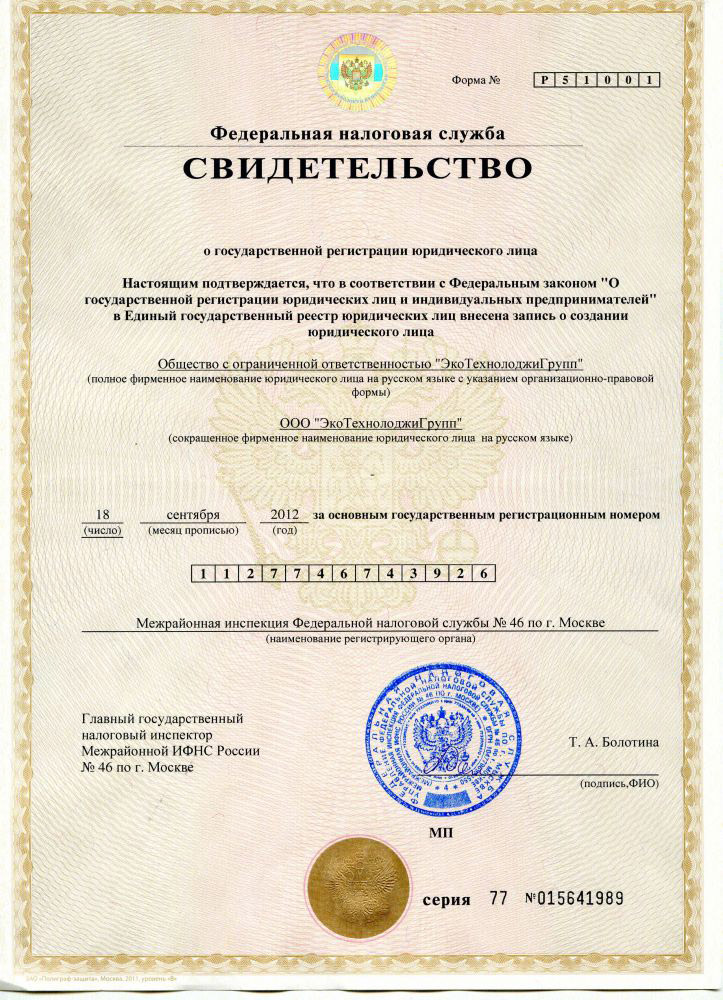 Форма № Р 5 1 0 0 1
Федеральная налоговая служба
СВИДЕТЕЛЬСТВО
о государственной регистрации юридического лица
Настоящим подтверждается, что в соответствии с Федеральным законом "О
государственной регистрации юридических лиц и индивидуальных предпринимателей"
в Единый государственный реестр юридических лиц внесена запись о создании
юридического лица
Общество с ограниченной ответственностью "ЭкоТехнолоджиГрупп"
(полное фирменное наименование юридического лица на русском языке с указанием организационно-правовой
формы)
ООО "ЭкоТехнолоджиГрупп"
(сокращенное фирменное наименование юридического лица на русском языке)
-
18 сентября 2012 за основным государственным регистрационным номером
(число) (месяц прописью) (год)
1 1 2 7 7 4 6 7 4 3 9 2 6
Межрайонная инспекция Федеральной налоговой службы № 46 по г. Москве
(наименование регистрирующего органа)
Главный государственный
налоговый инспектор
Межрайонной ИФНС России
№ 46 по г. Москве
Т. А. Болотина
(подпись,ФИО)
МП
серия 77 №015641989
ЗАО «Полиграф-защита», Москва, 2011, уровень «В»